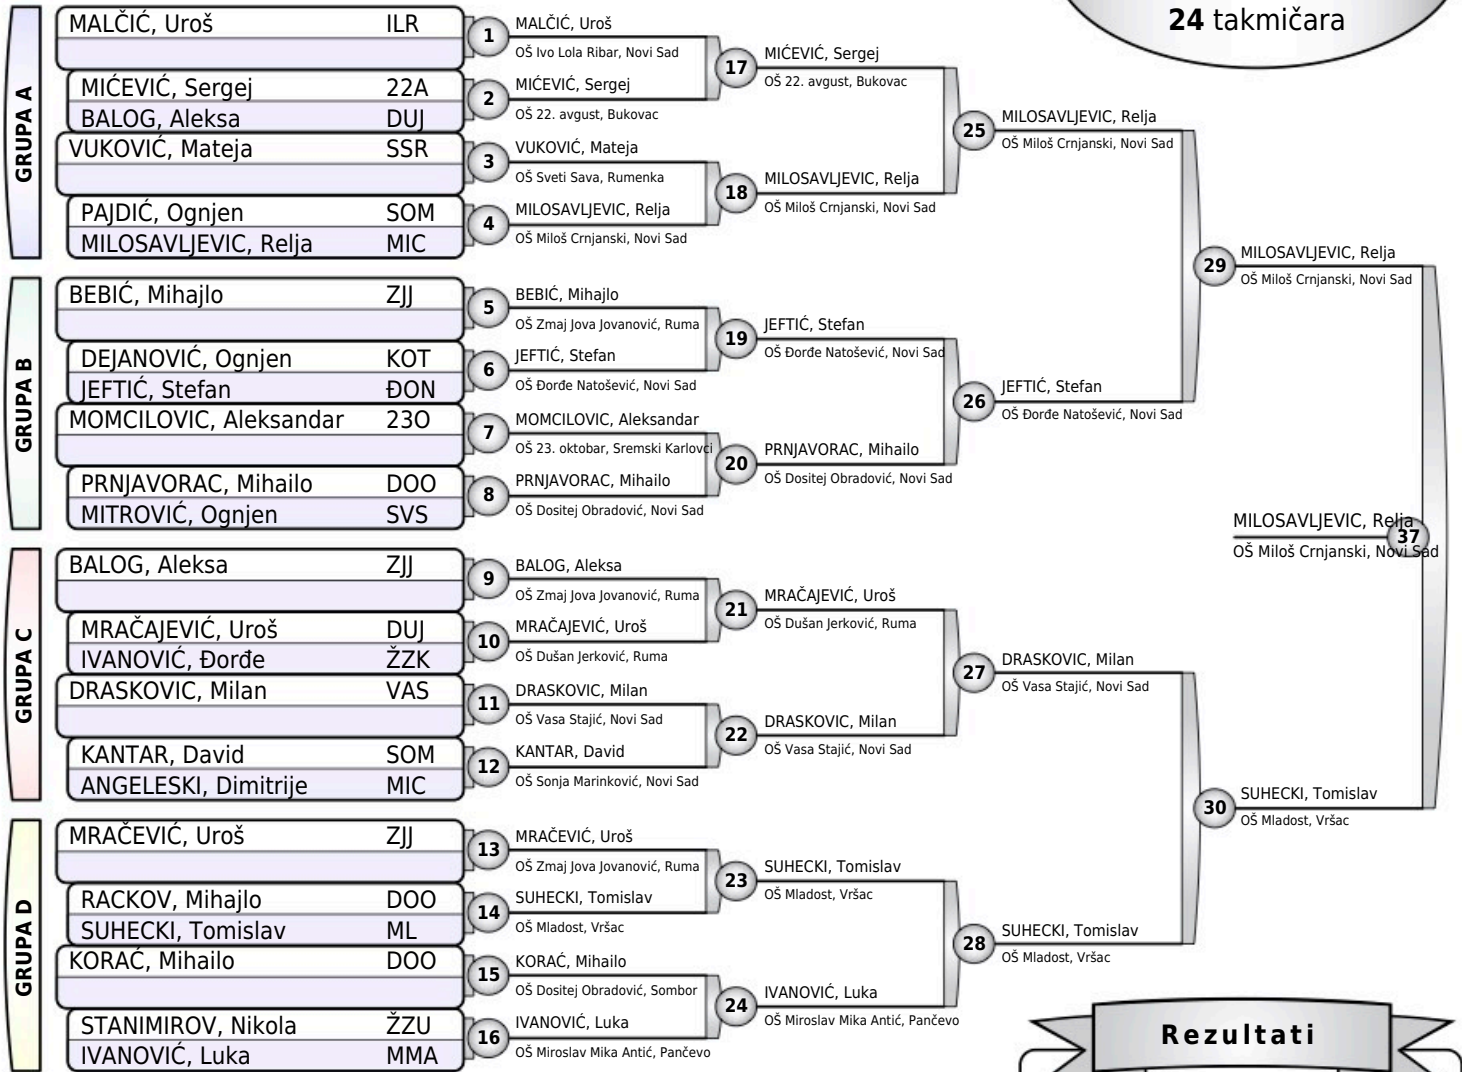 24 takmičara
GRUPA A
MALČIĆ, Uroš ILR
MIĆEVIĆ, Sergej 22A
BALOG, Aleksa DUJ
VUKOVIĆ, Mateja SSR
PAJDIĆ, Ognjen SOM
MILOSAVLJEVIC, Relja MIC
GRUPA B
BEBIĆ, Mihajlo ZJJ
DEJANOVIĆ, Ognjen KOT
JEFTIĆ, Stefan ĐON
MOMCILOVIC, Aleksandar 23O
PRNJAVORAC, Mihailo DOO
MITROVIĆ, Ognjen SVS
GRUPA C
BALOG, Aleksa ZJJ
MRAČAJEVIĆ, Uroš DUJ
IVANOVIĆ, Đorđe ŽZK
DRASKOVIC, Milan VAS
KANTAR, David SOM
ANGELESKI, Dimitrije MIC
GRUPA D
MRAČEVIĆ, Uroš ZJJ
RACKOV, Mihajlo DOO
SUHECKI, Tomislav ML
KORAĆ, Mihailo DOO
STANIMIROV, Nikola ŽZU
IVANOVIĆ, Luka MMA
1 MALČIĆ, Uroš
OŠ Ivo Lola Ribar, Novi Sad
2 MIĆEVIĆ, Sergej
OŠ 22. avgust, Bukovac
3 VUKOVIĆ, Mateja
OŠ Sveti Sava, Rumenka
4 MILOSAVLJEVIC, Relja
OŠ Miloš Crnjanski, Novi Sad
5 BEBIĆ, Mihajlo
OŠ Zmaj Jova Jovanović, Ruma
6 JEFTIĆ, Stefan
OŠ Đorđe Natošević, Novi Sad
7 MOMCILOVIC, Aleksandar
OŠ 23. oktobar, Sremski Karlovci
8 PRNJAVORAC, Mihailo
OŠ Dositej Obradović, Novi Sad
9 BALOG, Aleksa
OŠ Zmaj Jova Jovanović, Ruma
10 MRAČAJEVIĆ, Uroš
OŠ Dušan Jerković, Ruma
11 DRASKOVIC, Milan
OŠ Vasa Stajić, Novi Sad
12 KANTAR, David
OŠ Sonja Marinković, Novi Sad
13 MRAČEVIĆ, Uroš
OŠ Zmaj Jova Jovanović, Ruma
14 SUHECKI, Tomislav
OŠ Mladost, Vršac
15 KORAĆ, Mihailo
OŠ Dositej Obradović, Sombor
16 IVANOVIĆ, Luka
OŠ Miroslav Mika Antić, Pančevo
17 MIĆEVIĆ, Sergej
OŠ 22. avgust, Bukovac
18 MILOSAVLJEVIC, Relja
OŠ Miloš Crnjanski, Novi Sad
19 JEFTIĆ, Stefan
OŠ Đorđe Natošević, Novi Sad
20 PRNJAVORAC, Mihailo
OŠ Dositej Obradović, Novi Sad
21 MRAČAJEVIĆ, Uroš
OŠ Dušan Jerković, Ruma
22 DRASKOVIC, Milan
OŠ Vasa Stajić, Novi Sad
23 SUHECKI, Tomislav
OŠ Mladost, Vršac
24 IVANOVIĆ, Luka
OŠ Miroslav Mika Antić, Pančevo
25 MILOSAVLJEVIC, Relja
OŠ Miloš Crnjanski, Novi Sad
26 JEFTIĆ, Stefan
OŠ Đorđe Natošević, Novi Sad
27 DRASKOVIC, Milan
OŠ Vasa Stajić, Novi Sad
28 SUHECKI, Tomislav
OŠ Mladost, Vršac
29 MILOSAVLJEVIC, Relja
OŠ Miloš Crnjanski, Novi Sad
30 SUHECKI, Tomislav
OŠ Mladost, Vršac
MILOSAVLJEVIC, Relja
37
OŠ Miloš Crnjanski, Novi Sad
Rezultati